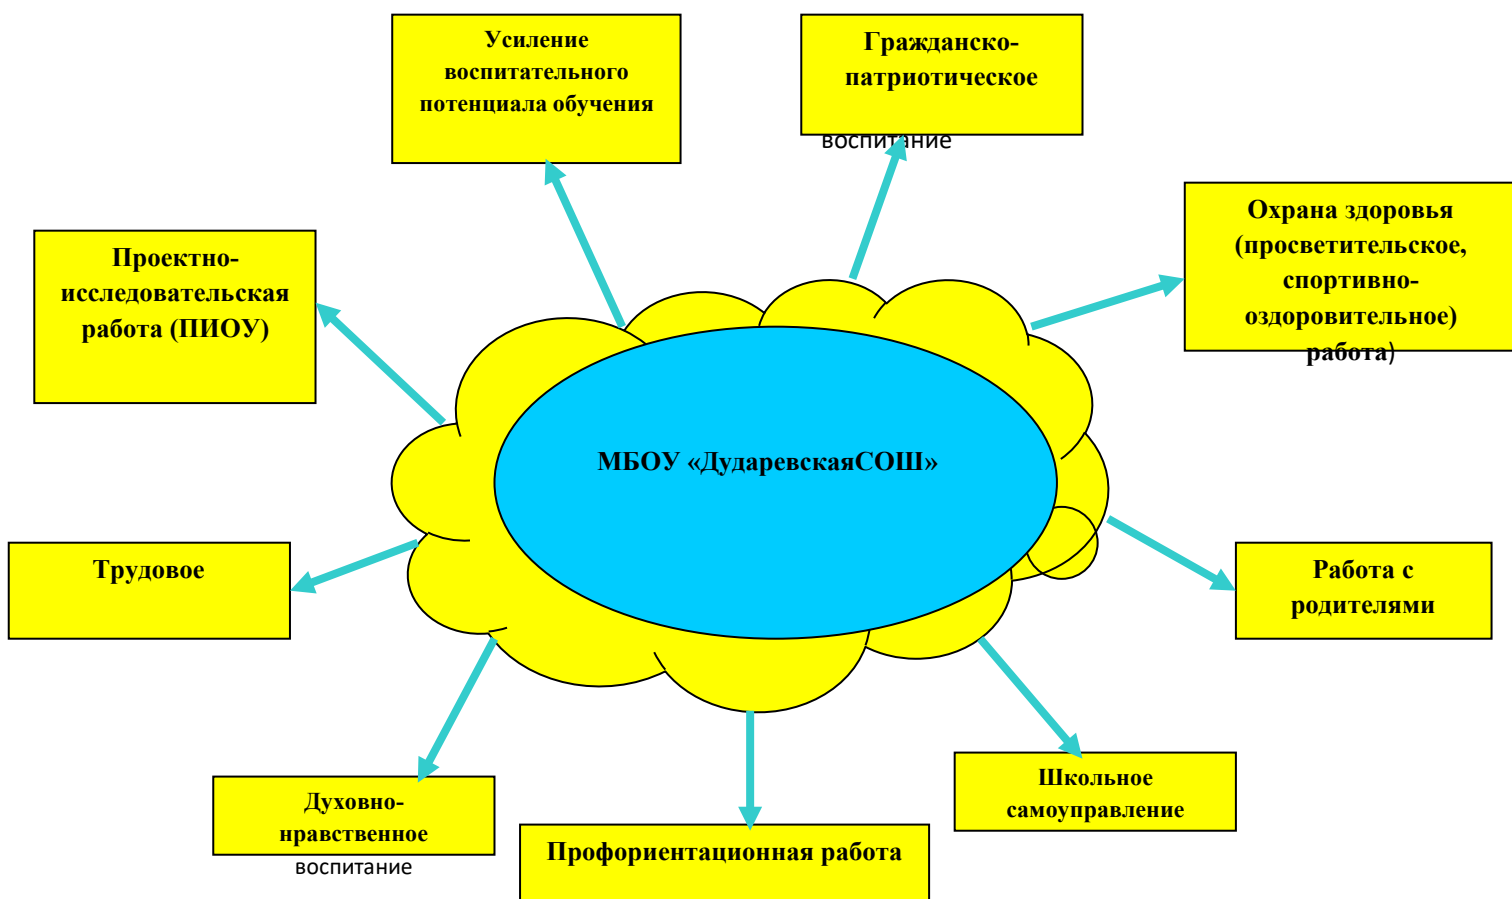 Усиление
воспитательного
потенциала обучения
Гражданско-
патриотическое
воспитание
Охрана здоровья
(просветительское,
спортивно-
оздоровительное)
работа)
Проектно-
исследовательская
работа (ПИОУ)
МБОУ «ДударевскаяСОШ»
Трудовое
Работа с
родителями
Духовно-
нравственное
воспитание
Профориентационная работа
Школьное
самоуправление